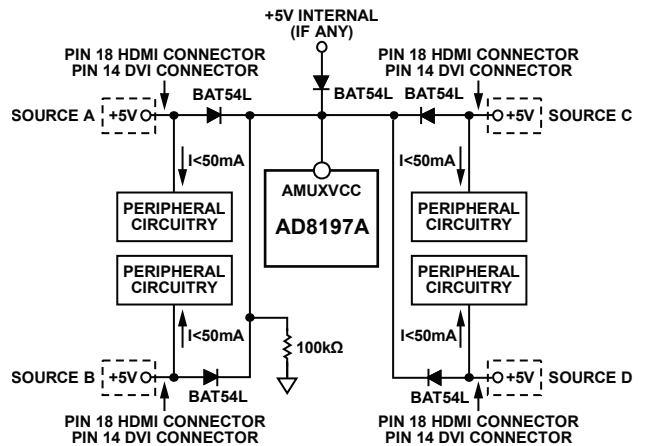 +5V INTERNAL
(IF ANY)
PIN 18 HDMI CONNECTOR
PIN 14 DVI CONNECTOR
PIN 18 HDMI CONNECTOR
PIN 14 DVI CONNECTOR
BAT54L
BAT54L
BAT54L
SOURCE A
+5V
+5V
SOURCE C
I<50mA
I<50mA
PERIPHERAL
CIRCUITRY
AMUXVCC
AD8197A
PERIPHERAL
CIRCUITRY
PERIPHERAL
CIRCUITRY
PERIPHERAL
CIRCUITRY
I<50mA
100kΩ
I<50mA
SOURCE B
+5V
BAT54L
BAT54L
+5V
SOURCE D
PIN 18 HDMI CONNECTOR
PIN 14 DVI CONNECTOR
PIN 18 HDMI CONNECTOR
PIN 14 DVI CONNECTOR